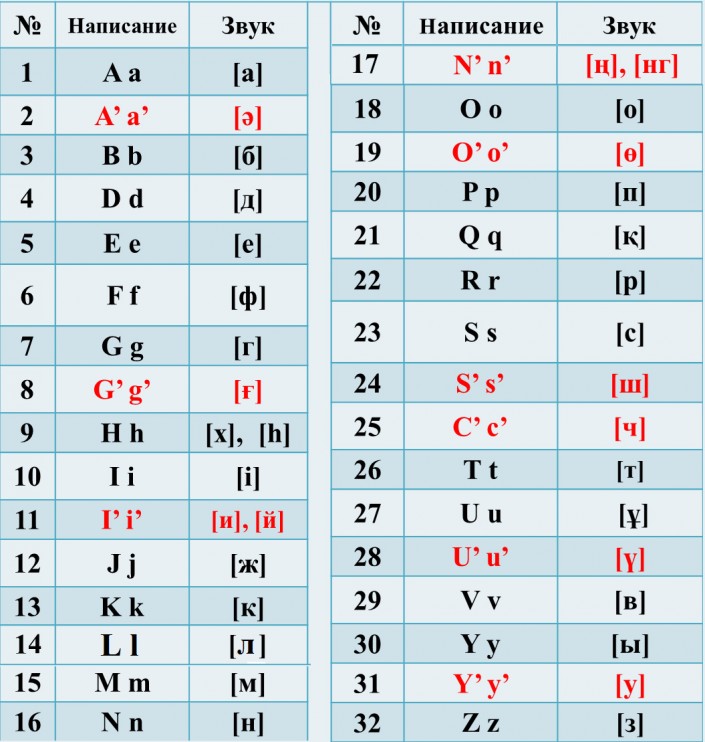 № Написание Звук
1 A a [а]
2 A’ a’ [ә]
3 B b [б]
4 D d [д]
5 E e [е]
6 F f [ф]
7 G g [г]
8 G’ g’ [ғ]
9 H h [х], [h]
10 I i [і]
11 I’ i’ [и], [й]
12 J j [ж]
13 K k [к]
14 L l [л]
15 M m [м]
16 N n [н]
№ Написание Звук
17 N’ n’ [ң], [нг]
18 O o [о]
19 O’ o’ [ө]
20 P p [п]
21 Q q [қ]
22 R r [р]
23 S s [с]
24 S’ s’ [ш]
25 C’ c’ [ч]
26 T t [т]
27 U u [ұ]
28 U’ u’ [ү]
29 V v [в]
30 Y y [ы]
31 Y’ y’ [у]
32 Z z [з]